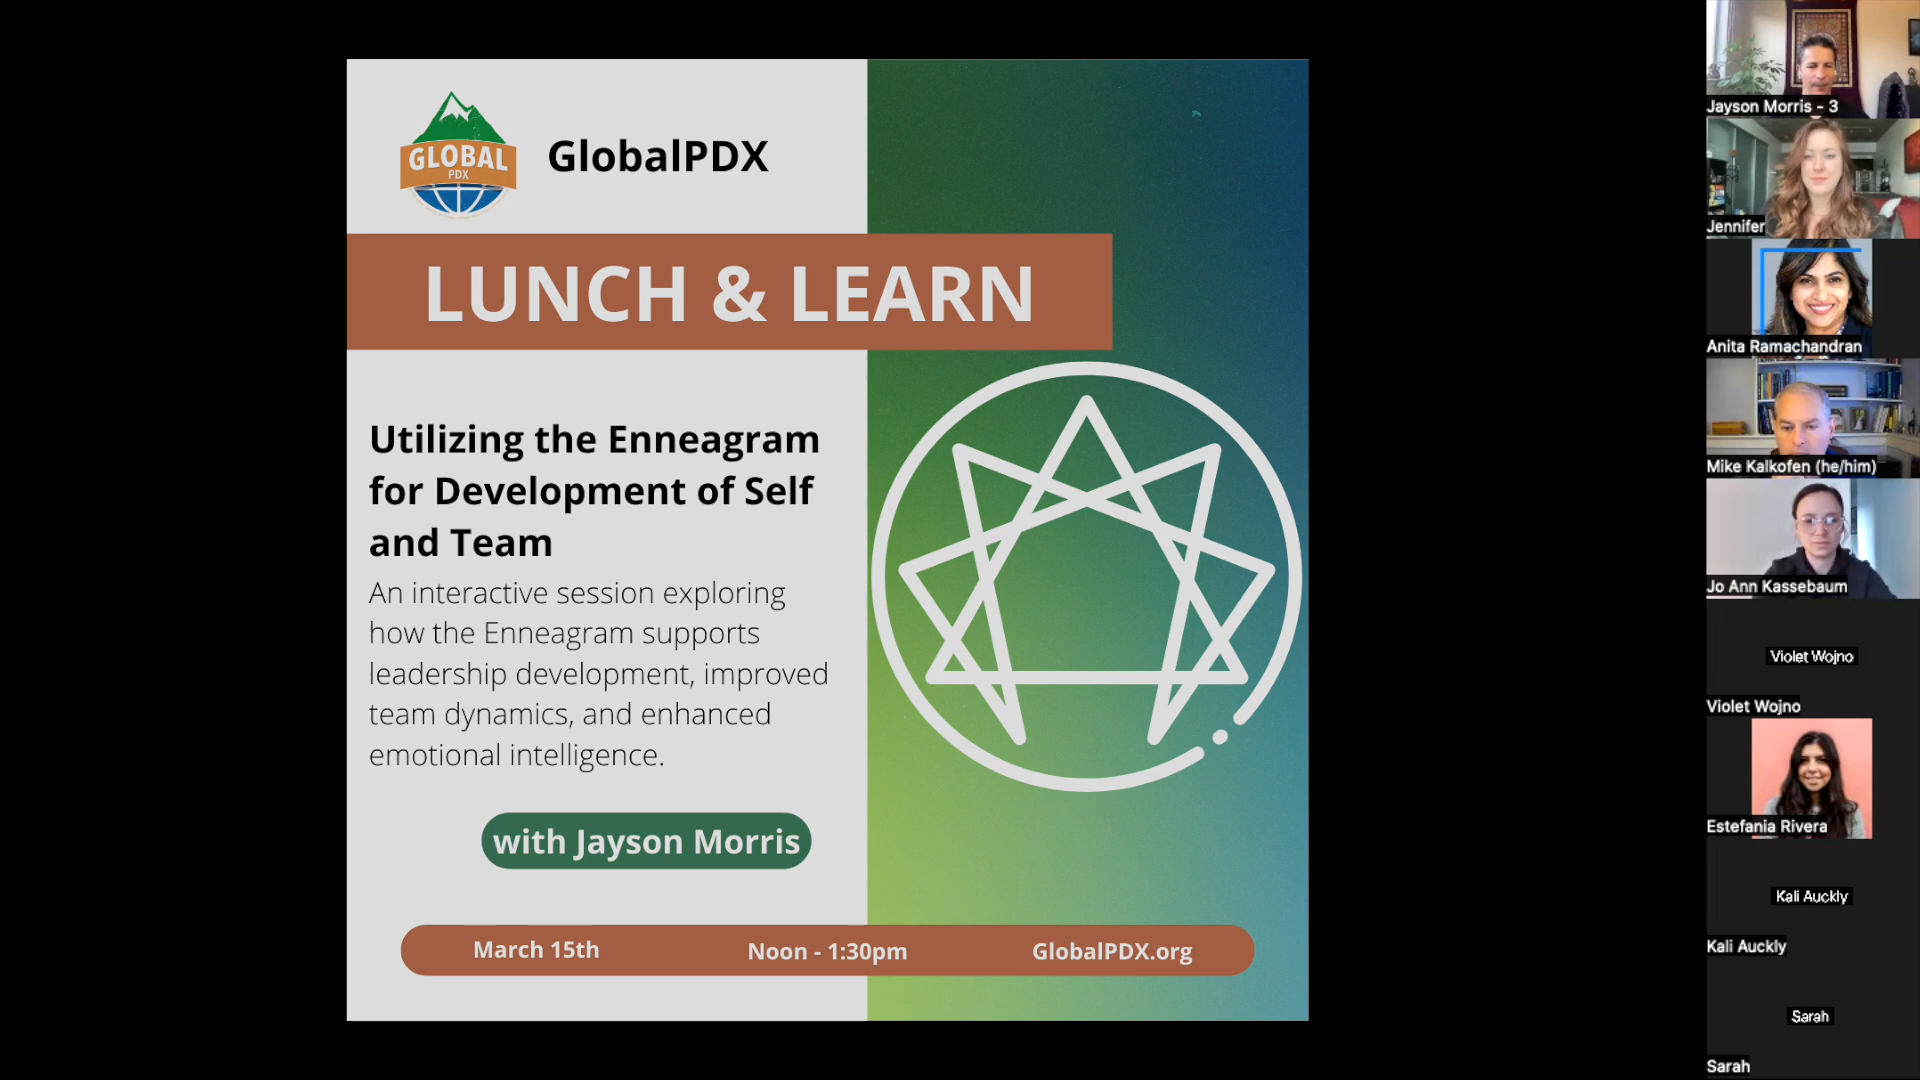 GLOBAL
PDX
GlobalPDX
LUNCH & LEARN
Utilizing the Enneagram
for Development of Self
and Team
An interactive session exploring
how the Enneagram supports
leadership development, improved
team dynamics, and enhanced
emotional intelligence.
with Jayson Morris
March 15th
Noon - 1:30pm
GlobalPDX.org
Jayson Morris - 3
Jennifer
Anita Ramachandran
Mike Kalkofen (he/him)
Jo Ann Kassebaum
Violet Wojno
Violet Wojno
Estefania Rivera
Kali Auckly
Kali Auckly
Sarah
Sarah